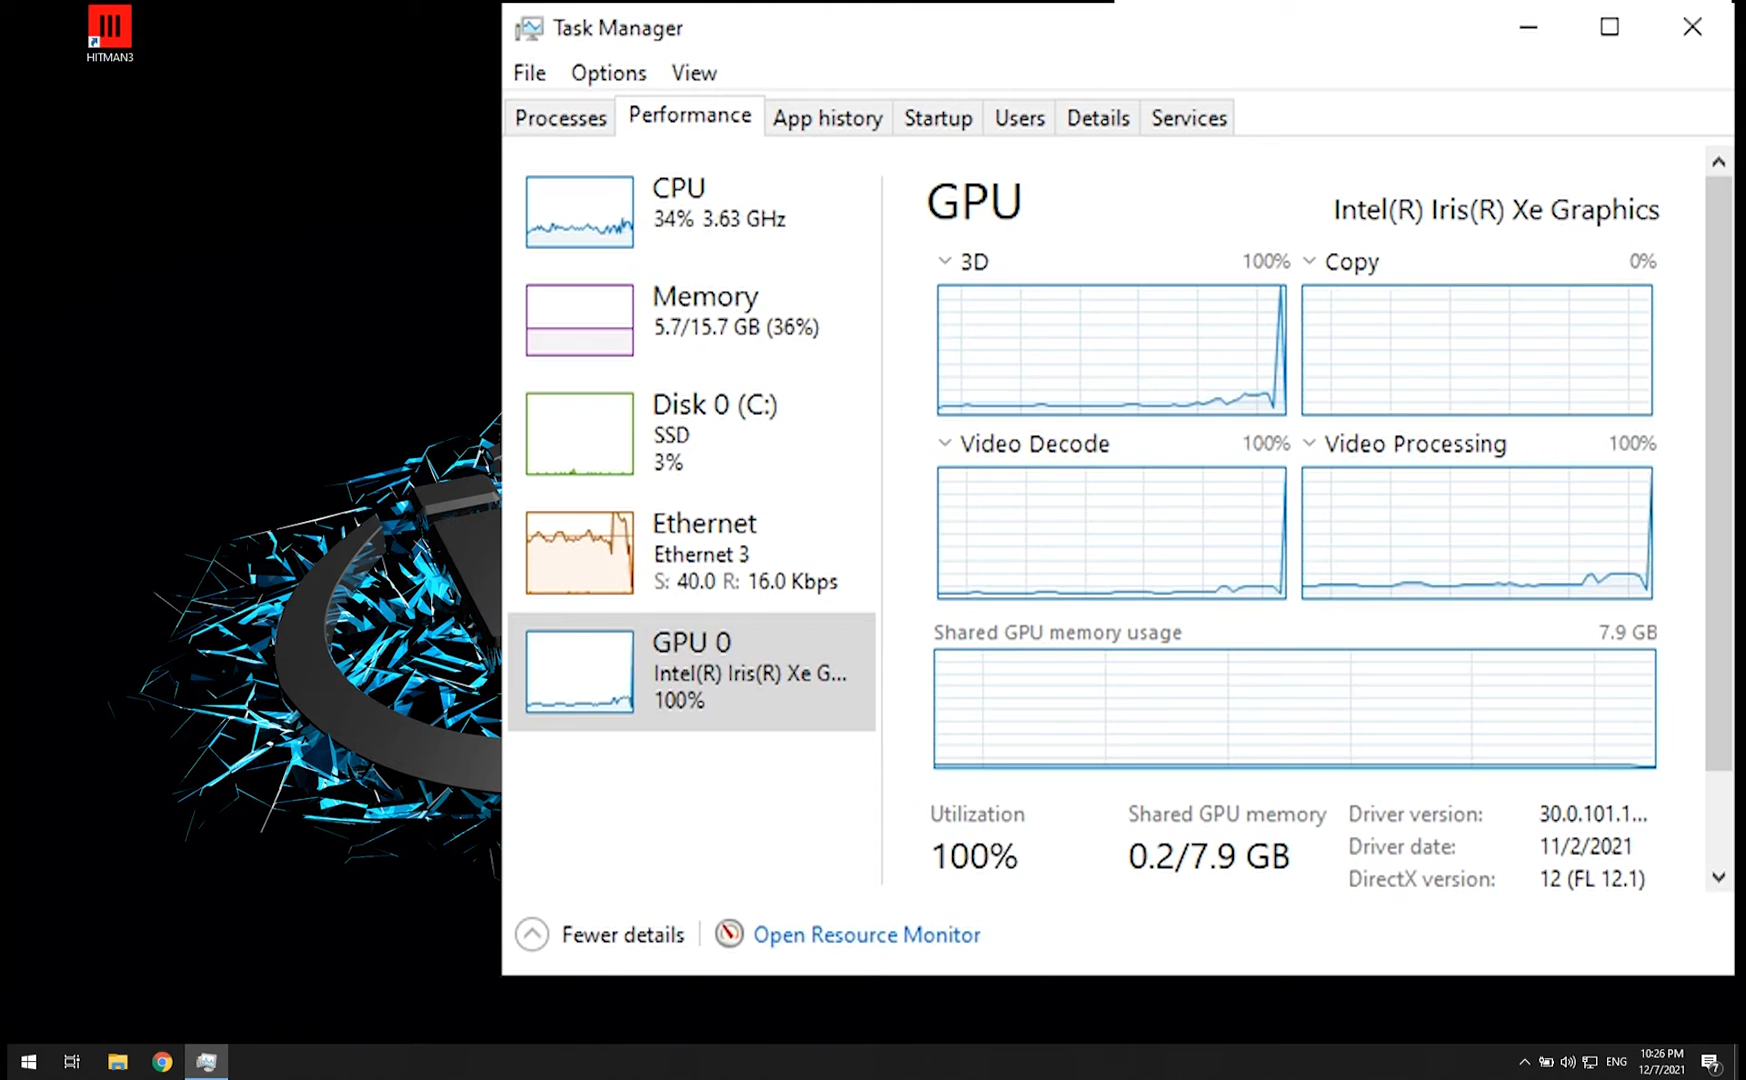 HITMAN3
Task Manager
File Options View
Processes Performance App history Startup Users Details Services
CPU
34% 3.63 GHz
Memory
5.7/15.7 GB (36%)
Disk 0 (C:)
SSD
3%
Ethernet
Ethernet 3
S: 40.0 R: 16.0 Kbps
GPU 0
Intel(R) Iris(R) Xe G...
100%
GPU Intel(R) Iris(R) Xe Graphics
3D 100% Copy 0%
Video Decode 100% Video Processing 100%
Shared GPU memory usage 7.9 GB
Utilization
100%
Shared GPU memory
0.2/7.9 GB
Driver version: 30.0.101.1...
Driver date: 11/2/2021
DirectX version: 12 (FL 12.1)
Fewer details Open Resource Monitor
ENG
10:26 PM
12/7/2021
7